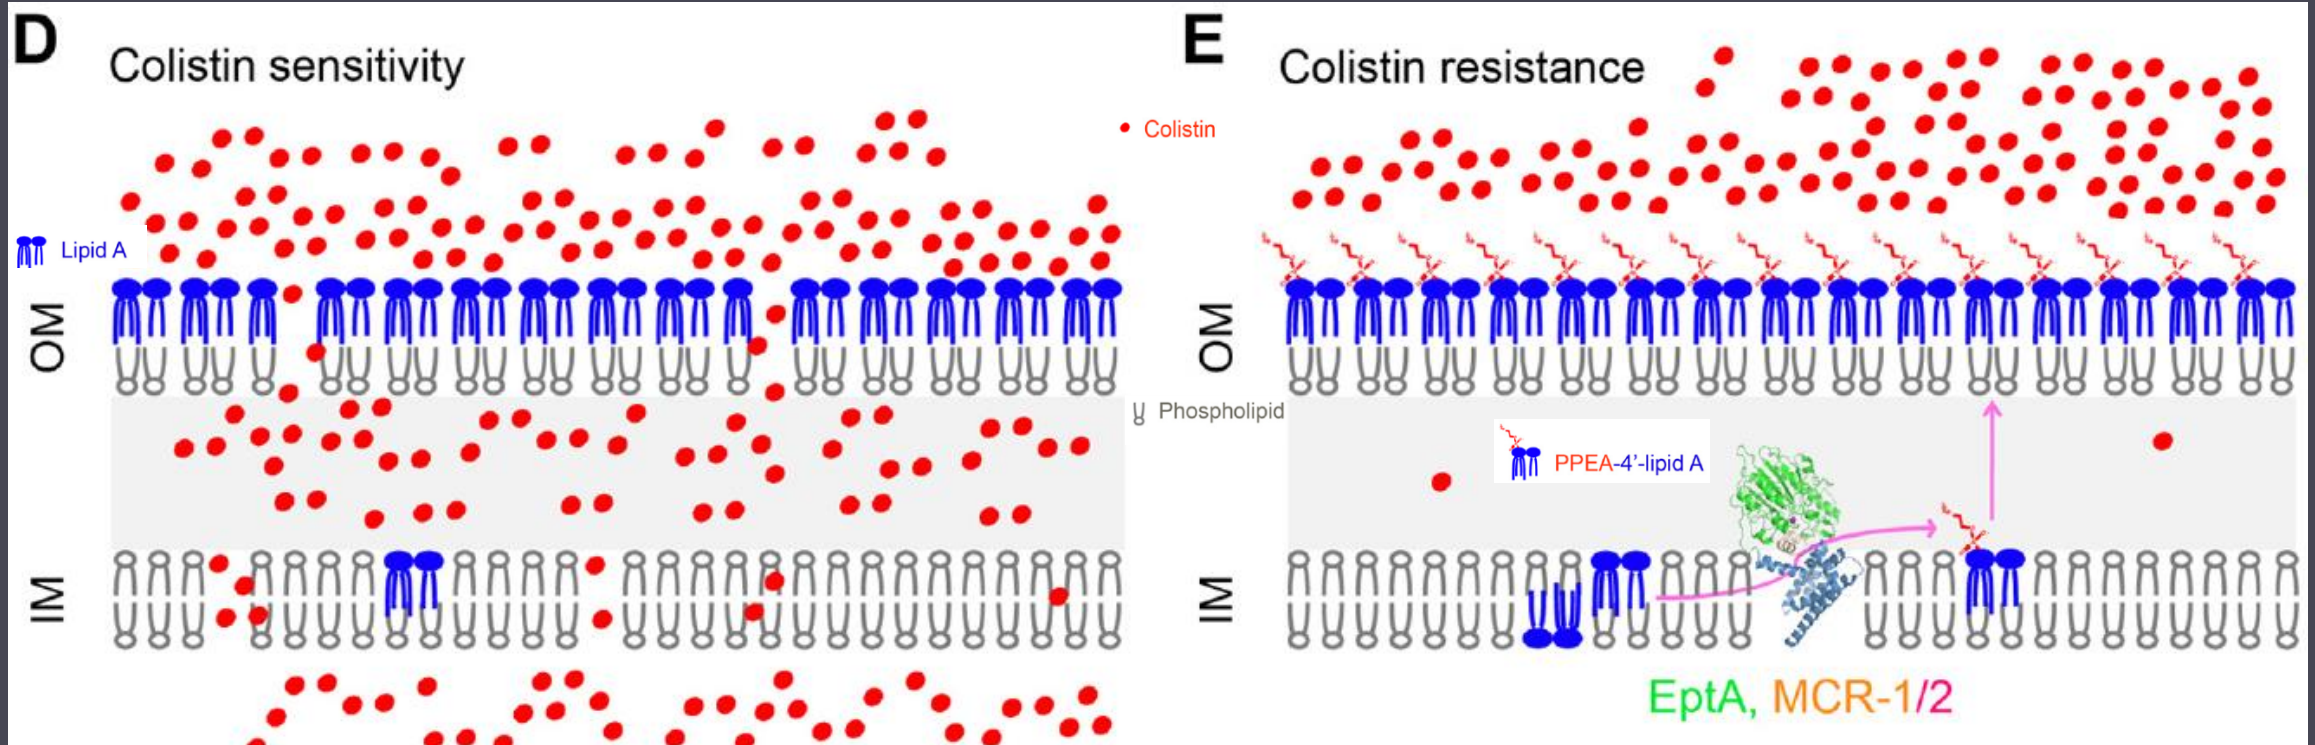 D
Colistin sensitivity
Colistin
Lipid A
OM
Phospholipid
IM
E
Colistin resistance
OM
PPEA-4’-lipid A
IM
EptA, MCR-1/2